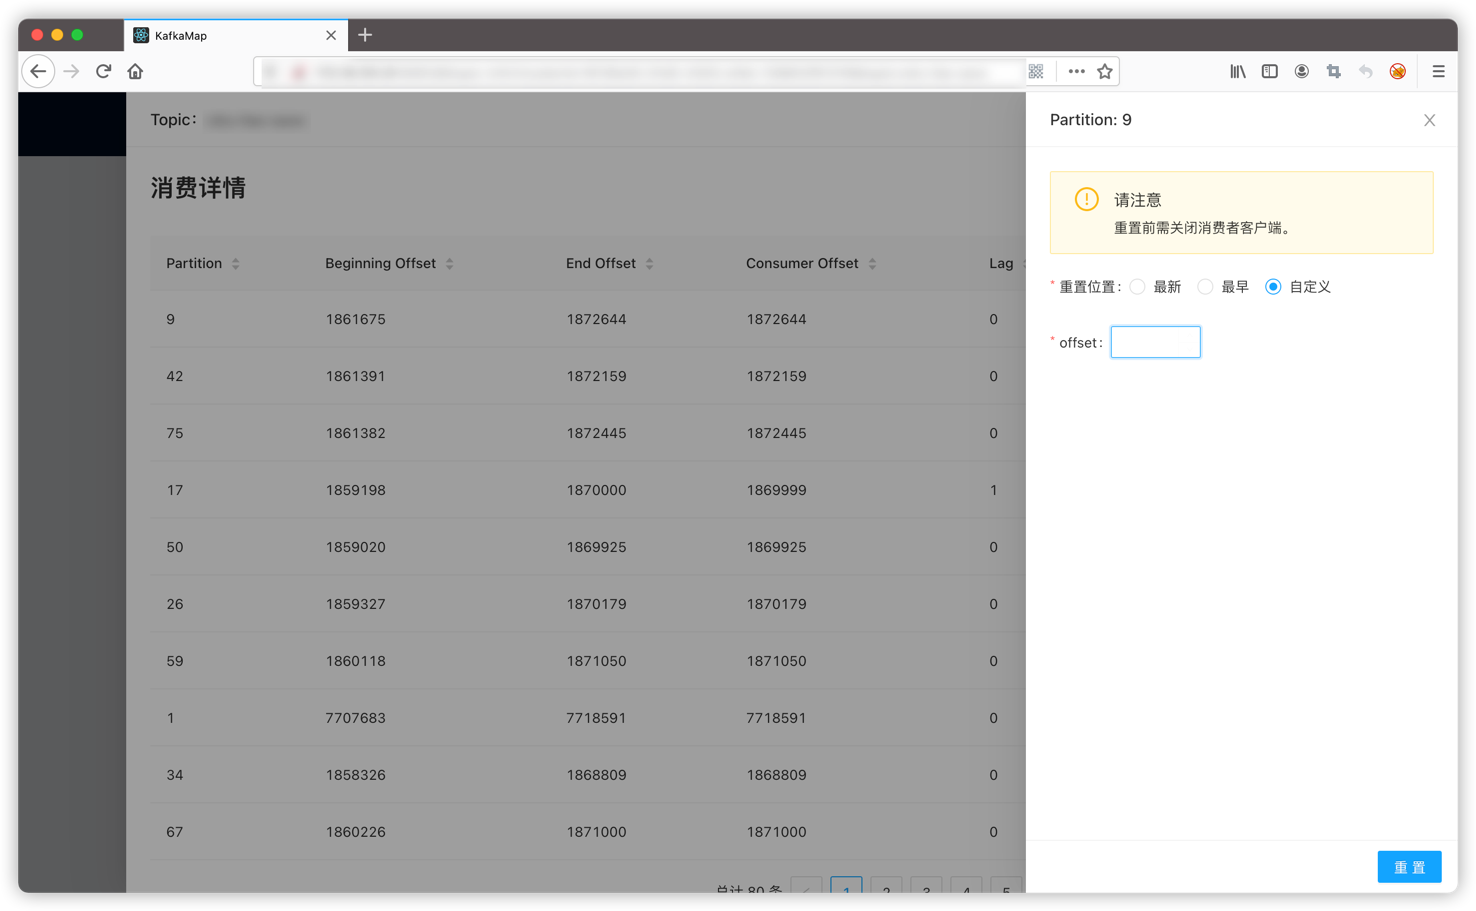 KafkaMap
Topic:
消费详情
Partition Beginning Offset End Offset Consumer Offset Lag
9 1861675 1872644 1872644 0
42 1861391 1872159 1872159 0
75 1861382 1872445 1872445 0
17 1859198 1870000 1869999 1
50 1859020 1869925 1869925 0
26 1859327 1870179 1870179 0
59 1860118 1871050 1871050 0
1 7707683 7718591 7718591 0
34 1858326 1868809 1868809 0
67 1860226 1871000 1871000 0
总计 80 条 1 2 3 4 5
Partition: 9
请注意
重置前需关闭消费者客户端。
* 重置位置: 最新 最早 自定义
* offset:
重 置